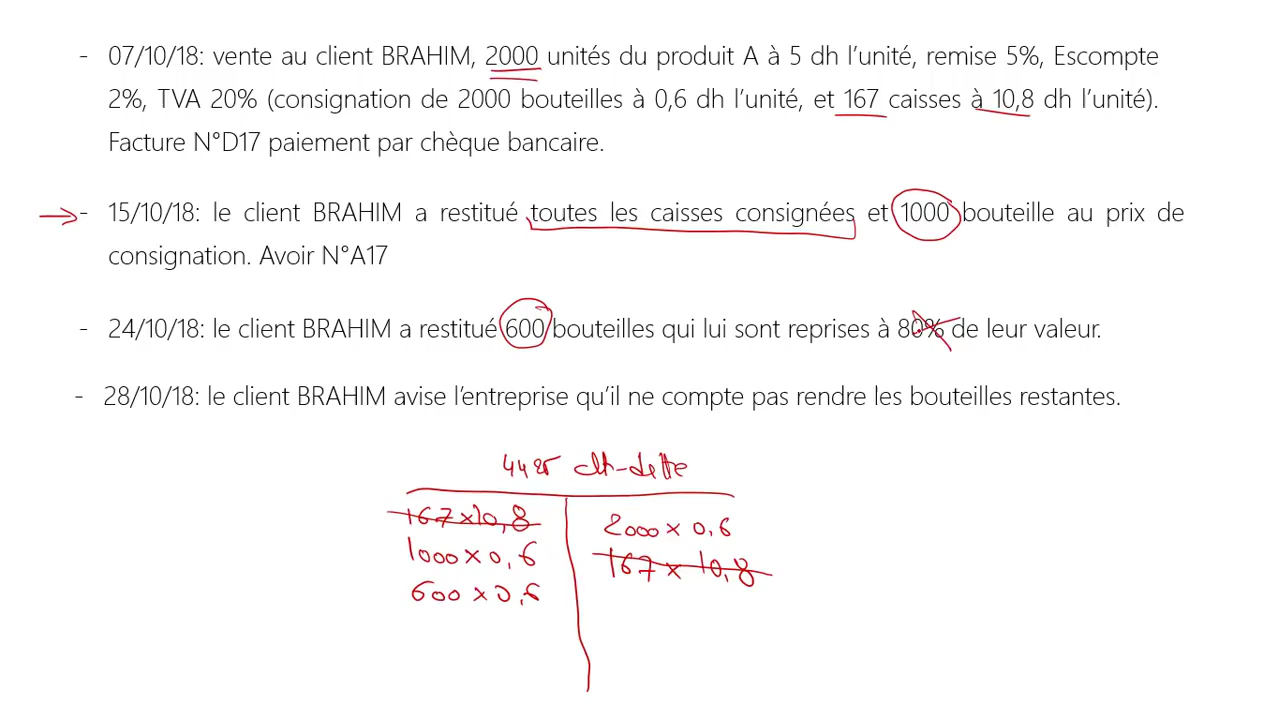 - 07/10/18: vente au client BRAHIM, 2000 unités du produit A à 5 dh l’unité, remise 5%, Escompte
2%, TVA 20% (consignation de 2000 bouteilles à 0,6 dh l’unité, et 167 caisses à 10,8 dh l’unité).
Facture N°D17 paiement par chèque bancaire.
- 15/10/18: le client BRAHIM a restitué toutes les caisses consignées et 1000 bouteille au prix de
consignation. Avoir N°A17
- 24/10/18: le client BRAHIM a restitué 600 bouteilles qui lui sont reprises à 80% de leur valeur.
- 28/10/18: le client BRAHIM avise l’entreprise qu’il ne compte pas rendre les bouteilles restantes.
4425 clt-dette
167 x 10,8
1000 x 0,6
600 x 0,6
2000 x 0,6
167 x 10,8